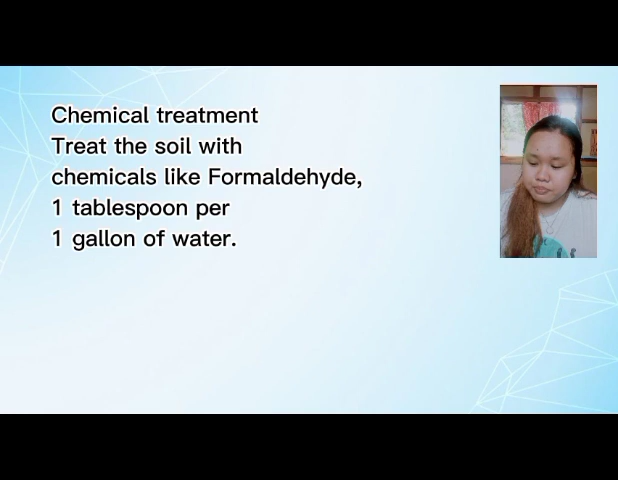 Chemical treatment
Treat the soil with
chemicals like Formaldehyde,
1 tablespoon per
1 gallon of water.